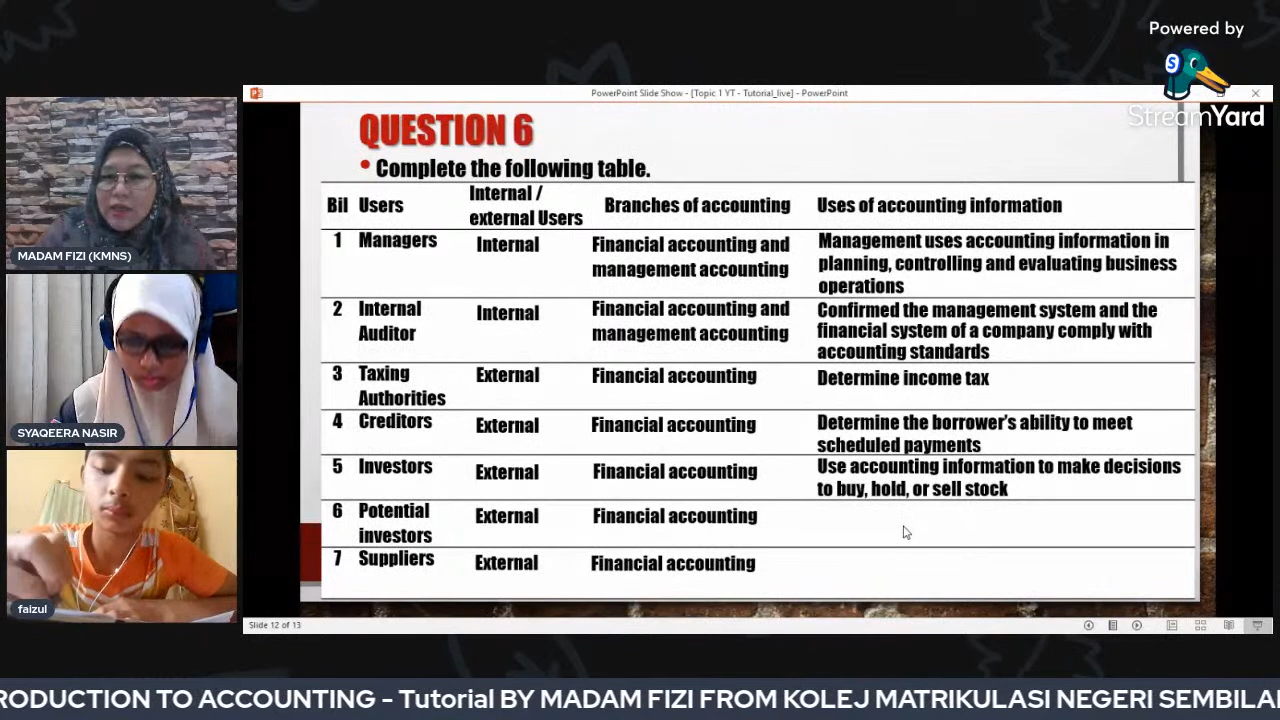 Powered by
S
StreamYard
PowerPoint Slide Show - [Topic 1 YT - Tutorial_live] - PowerPoint
QUESTION 6
• Complete the following table.
Bil Users Internal / external Users Branches of accounting Uses of accounting information
1 Managers Internal Financial accounting and management accounting Management uses accounting information in planning, controlling and evaluating business operations
2 Internal Auditor Internal Financial accounting and management accounting Confirmed the management system and the financial system of a company comply with accounting standards
3 Taxing Authorities External Financial accounting Determine income tax
4 Creditors External Financial accounting Determine the borrower's ability to meet scheduled payments
5 Investors External Financial accounting Use accounting information to make decisions to buy, hold, or sell stock
6 Potential investors External Financial accounting
7 Suppliers External Financial accounting
MADAM FIZI (KMNS)
SYAQEERA NASIR
faizul
Slide 12 of 13
RODUCTION TO ACCOUNTING - Tutorial BY MADAM FIZI FROM KOLEJ MATRIKULASI NEGERI SEMBILA